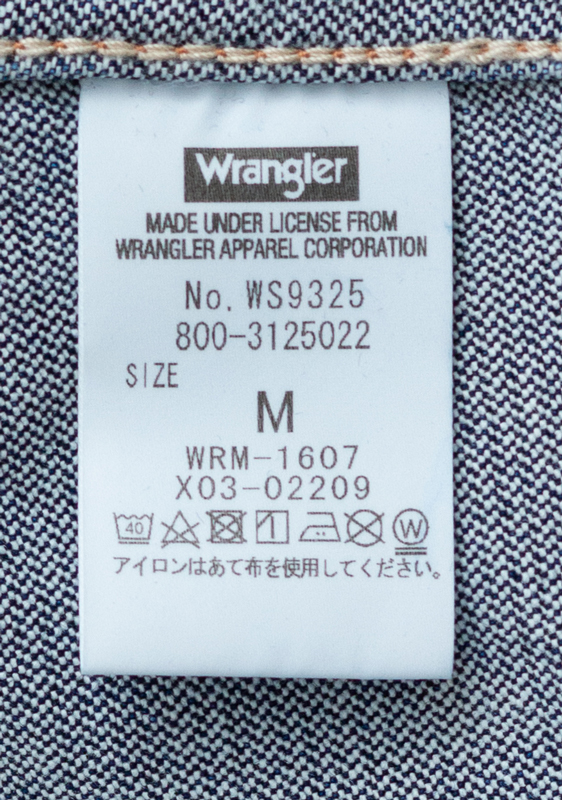 Wrangler
MADE UNDER LICENSE FROM
WRANGLER APPAREL CORPORATION
No. WS9325
800-3125022
SIZE
M
WRM-1607
X03-02209
40 W
アイロンはあて布を使用してください。